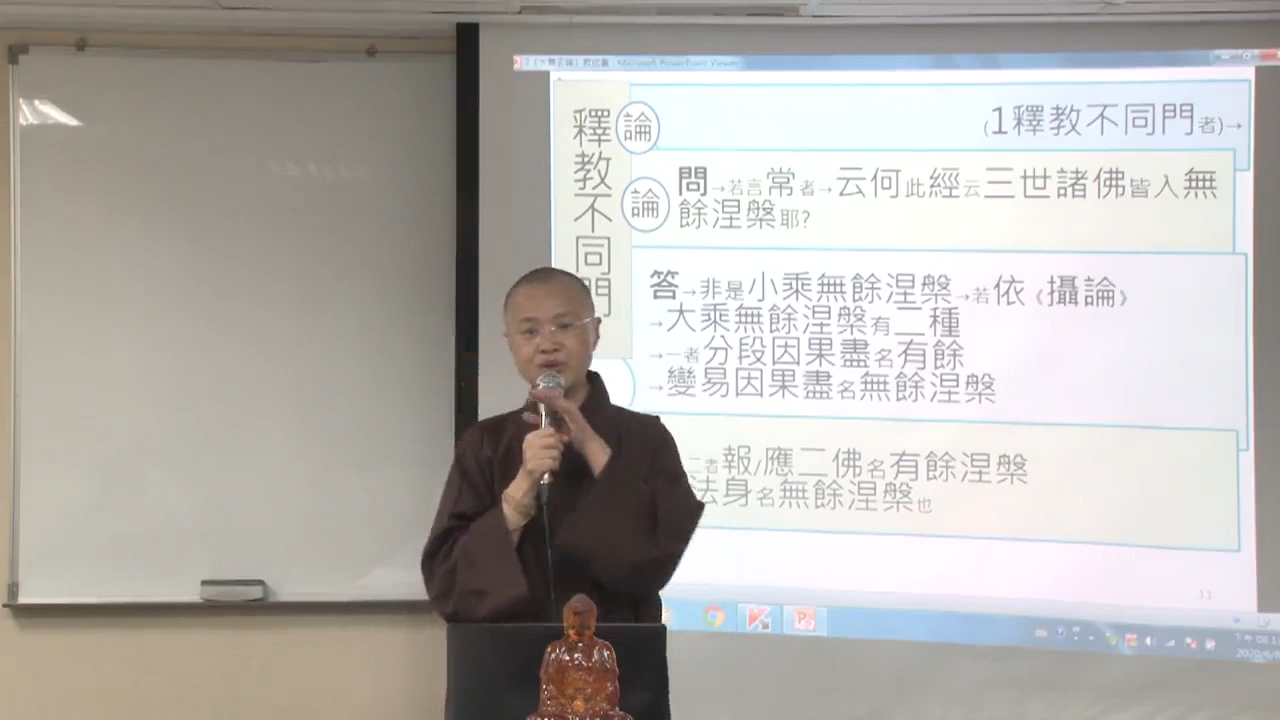 Microsoft PowerPoint Viewer
釋教不同門
論
(1釋教不同門者)→
論
問→若言常者→云何此經云三世諸佛皆入無
餘涅槃耶?
答→非是小乘無餘涅槃→若依《攝論》
→大乘無餘涅槃有二種
→一者分段因果盡名有餘
→變易因果盡名無餘涅槃
二者報/應二佛名有餘涅槃
法身名無餘涅槃也
11